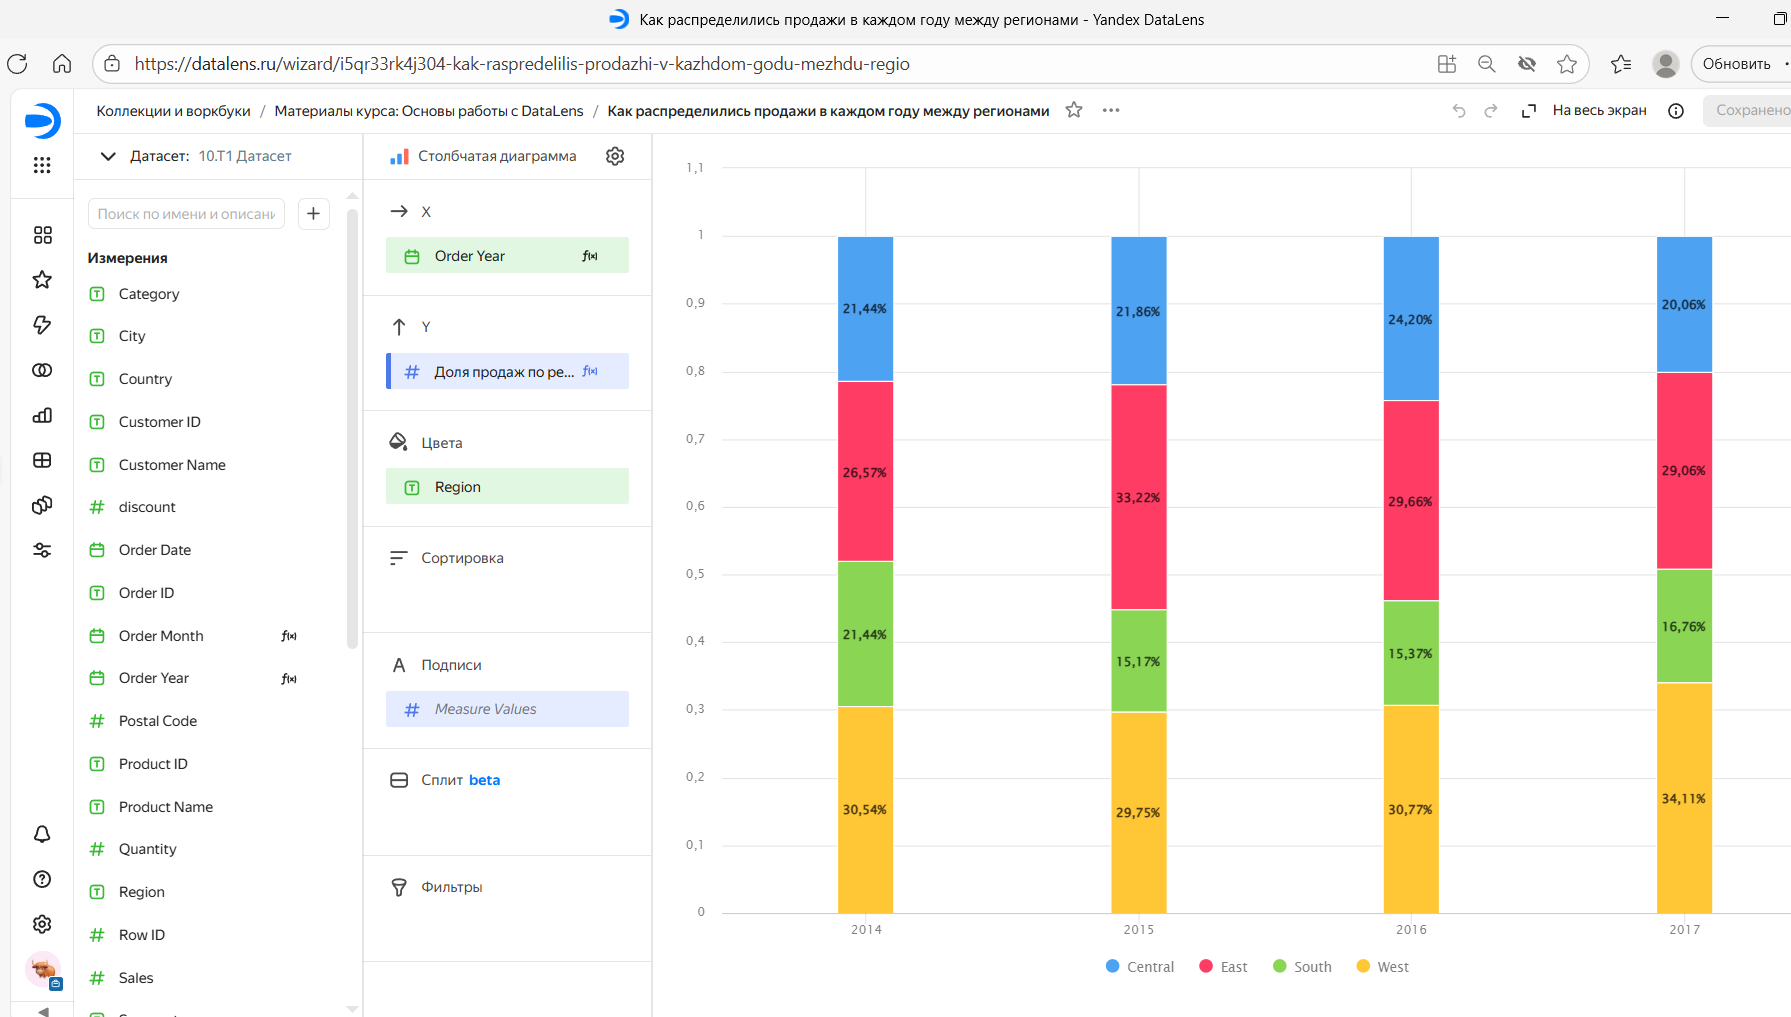 Как распределились продажи в каждом году между регионами - Yandex DataLens
https://datalens.ru/wizard/i5qr33rk4j304-kak-raspredelilis-prodazhi-v-kazhdom-godu-mezhdu-regio
Обновить
Коллекции и воркбуки / Материалы курса: Основы работы с DataLens / Как распределились продажи в каждом году между регионами
На весь экран
Сохранено
Датасет: 10.T1 Датасет
Поиск по имени и описани
Измерения
Category
City
Country
Customer ID
Customer Name
discount
Order Date
Order ID
Order Month f(x)
Order Year f(x)
Postal Code
Product ID
Product Name
Quantity
Region
Row ID
Sales
Столбчатая диаграмма
X
Order Year f(x)
Y
Доля продаж по ре... f(x)
Цвета
Region
Сортировка
Подписи
Measure Values
Сплит beta
Фильтры
1,1
1
0,9
0,8
0,7
0,6
0,5
0,4
0,3
0,2
0,1
0
21,44% 21,86% 24,20% 20,06%
26,57% 33,22% 29,66% 29,06%
21,44% 15,17% 15,37% 16,76%
30,54% 29,75% 30,77% 34,11%
2014 2015 2016 2017
Central East South West